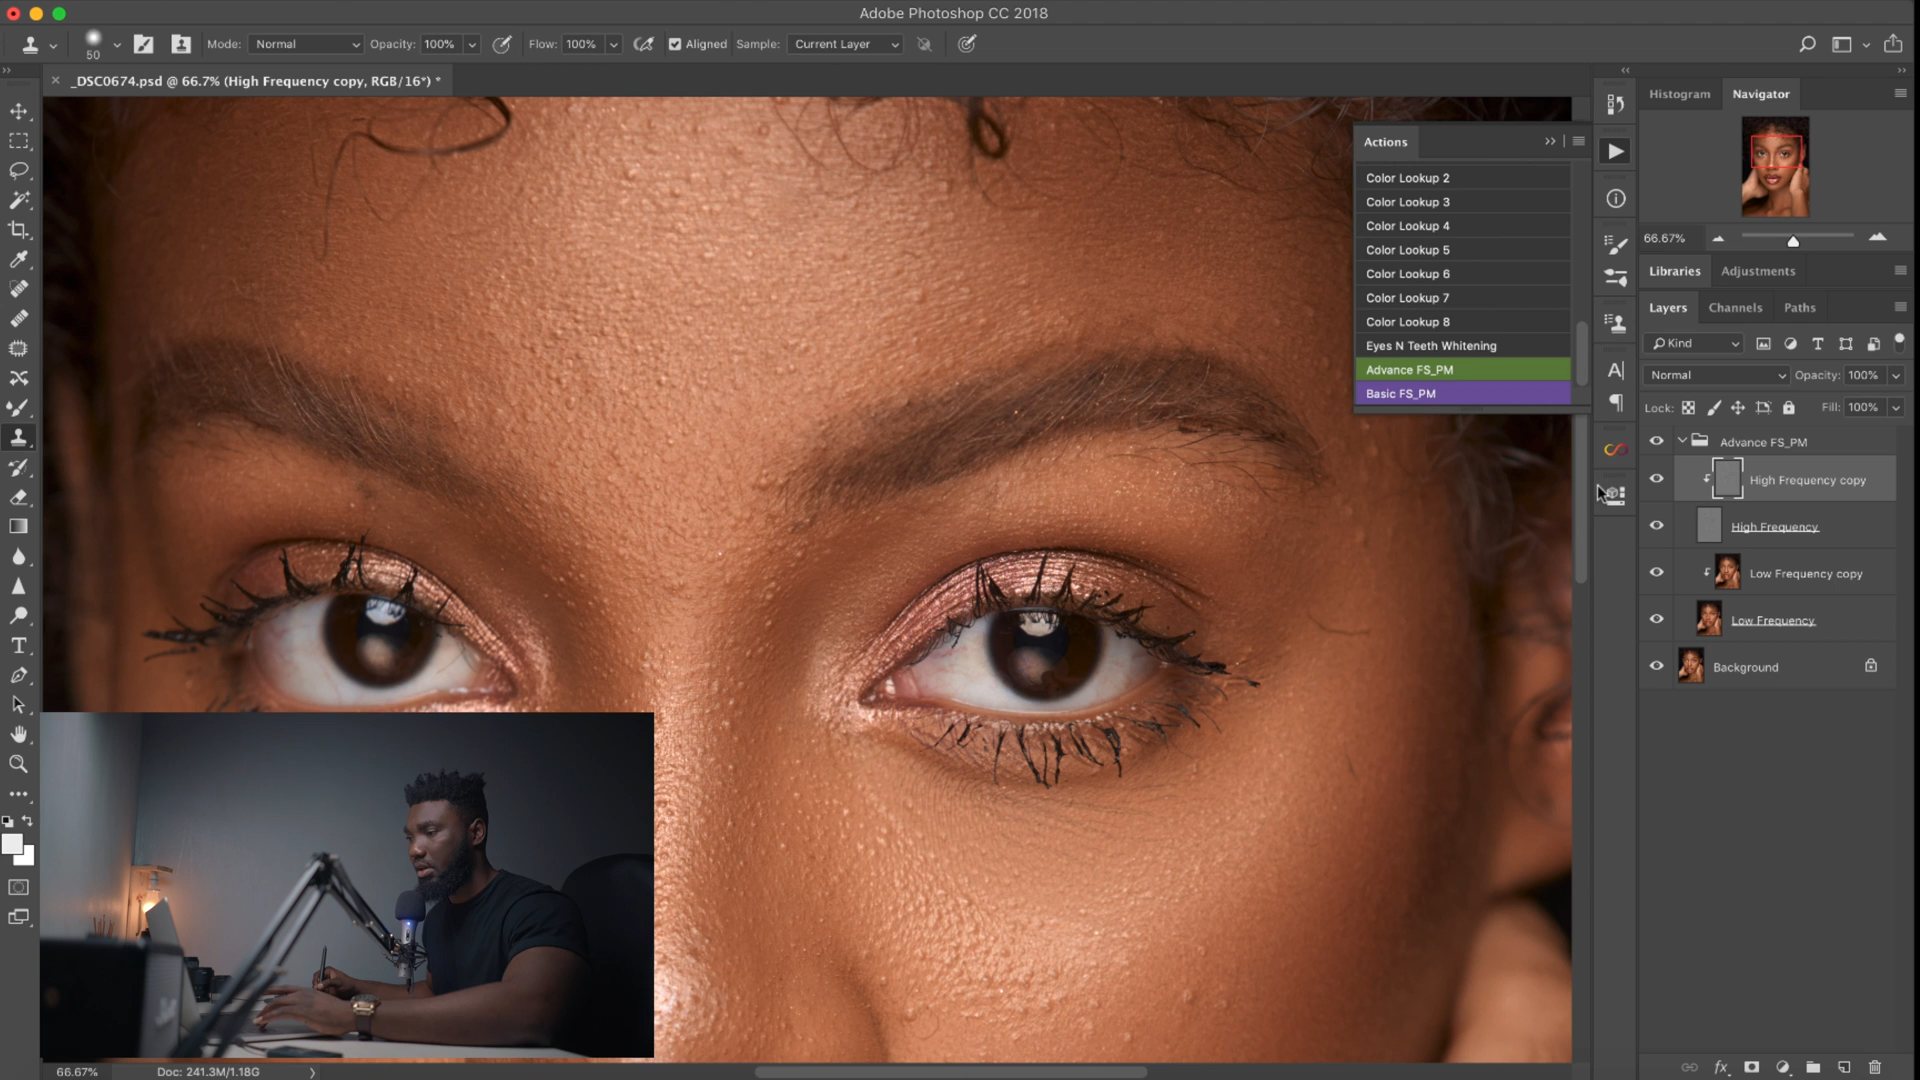 Adobe Photoshop CC 2018
50
Mode: Normal Opacity: 100% Flow: 100% Aligned Sample: Current Layer
× _DSC0674.psd @ 66.7% (High Frequency copy, RGB/16*) *
Actions
Color Lookup 2
Color Lookup 3
Color Lookup 4
Color Lookup 5
Color Lookup 6
Color Lookup 7
Color Lookup 8
Eyes N Teeth Whitening
Advance FS_PM
Basic FS_PM
Histogram Navigator
66.67%
Libraries Adjustments
Layers Channels Paths
Kind
Normal Opacity: 100%
Lock: Fill: 100%
Advance FS_PM
High Frequency copy
High Frequency
Low Frequency copy
Low Frequency
Background
66.67% Doc: 241.3M/1.18G